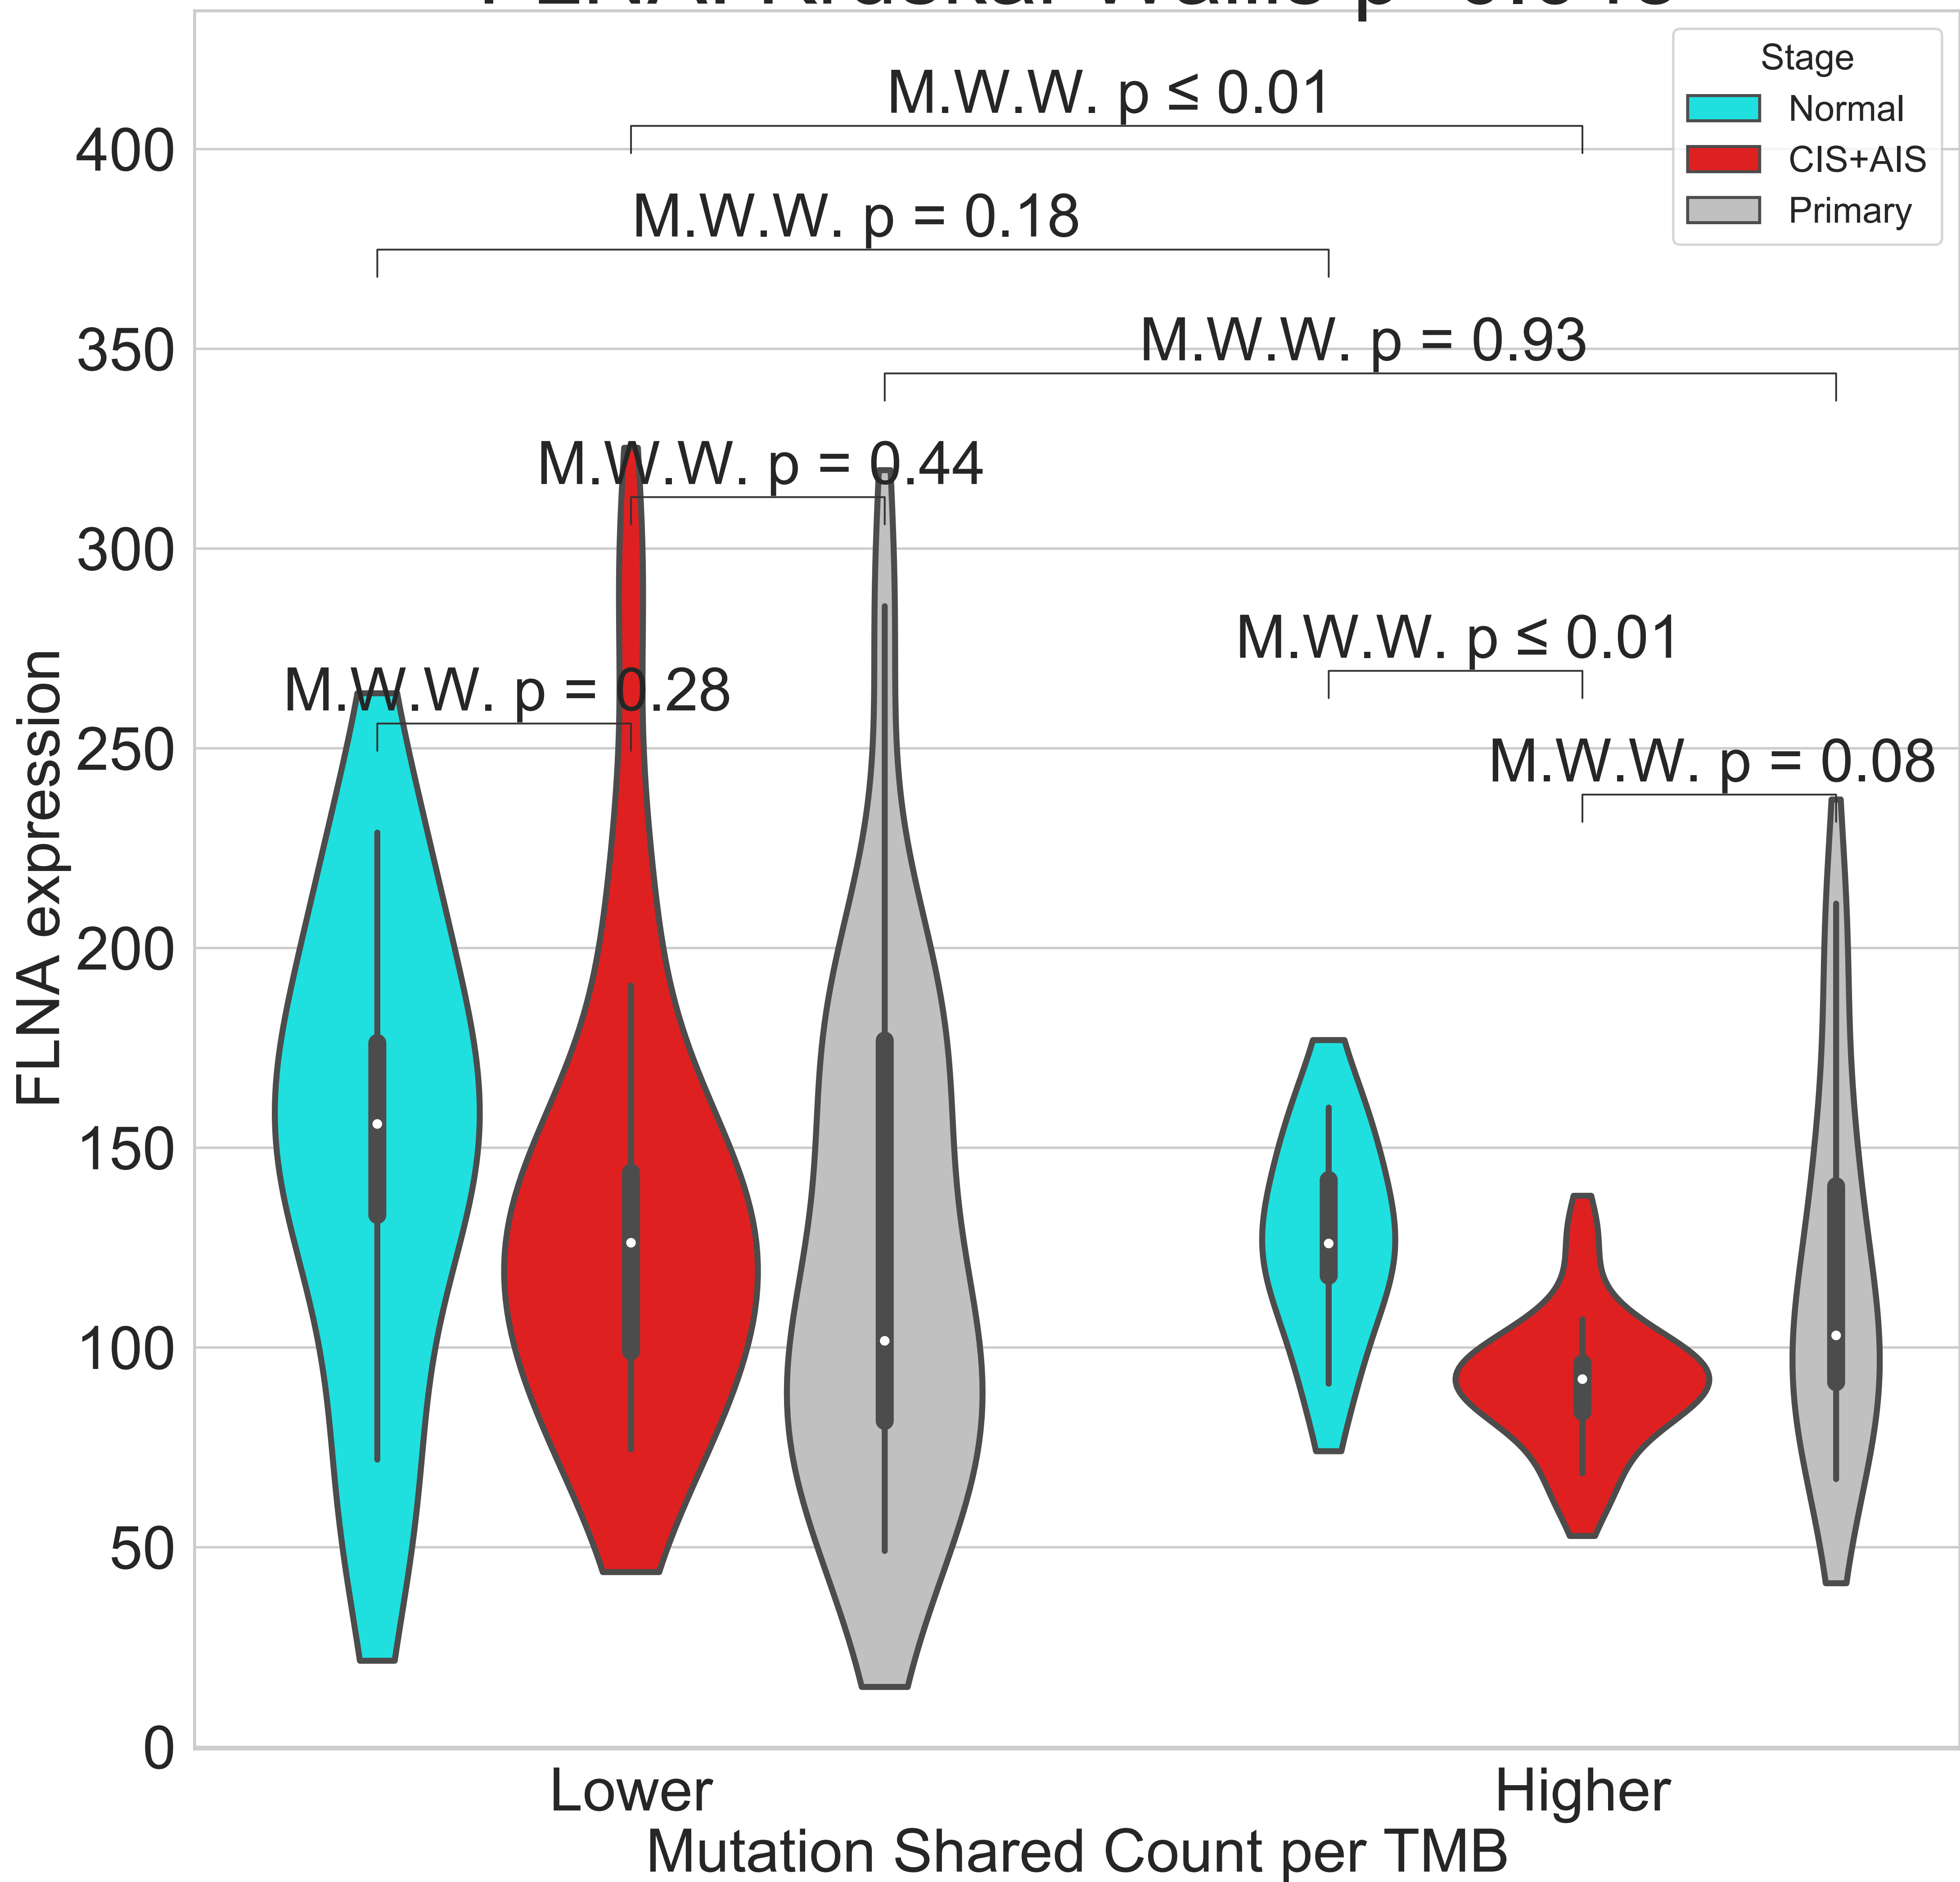 M.W.W. p ≤ 0.01
Stage
Normal
CIS+AIS
Primary
M.W.W. p = 0.18
M.W.W. p = 0.93
M.W.W. p = 0.44
M.W.W. p ≤ 0.01
M.W.W. p = 0.28
M.W.W. p = 0.08
400
350
300
250
200
150
100
50
0
FLNA expression
Lower
Higher
Mutation Shared Count per TMB